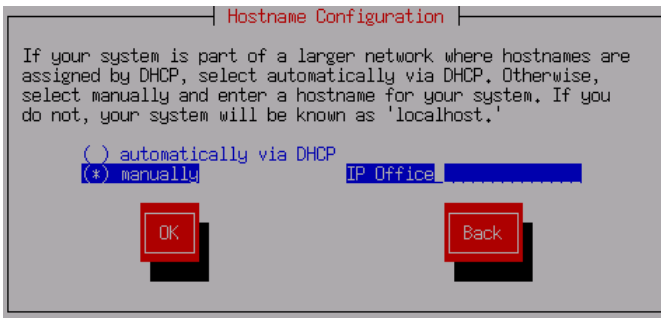 Hostname Configuration
If your system is part of a larger network where hostnames are
assigned by DHCP, select automatically via DHCP. Otherwise,
select manually and enter a hostname for your system. If you
do not, your system will be known as 'localhost.'
( ) automatically via DHCP
(*) manually IP Office_
OK Back